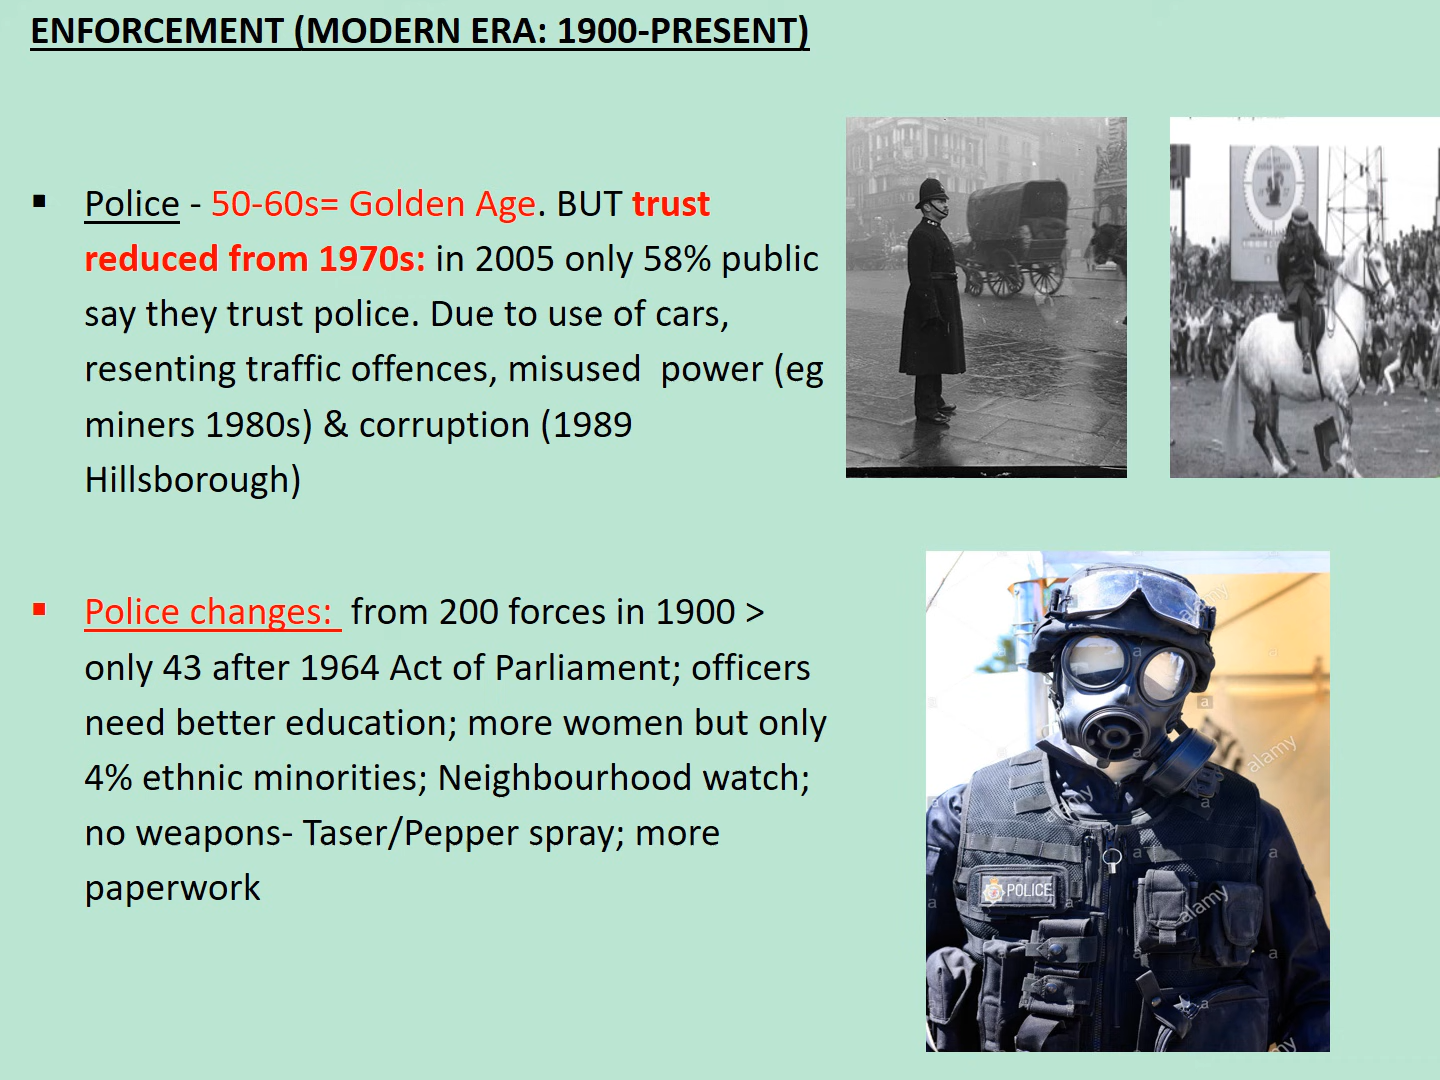 ENFORCEMENT (MODERN ERA: 1900-PRESENT)
▪ Police - 50-60s= Golden Age. BUT trust
reduced from 1970s: in 2005 only 58% public
say they trust police. Due to use of cars,
resenting traffic offences, misused  power (eg
miners 1980s) & corruption (1989
Hillsborough)
▪ Police changes:  from 200 forces in 1900 >
only 43 after 1964 Act of Parliament; officers
need better education; more women but only
4% ethnic minorities; Neighbourhood watch;
no weapons- Taser/Pepper spray; more
paperwork
POLICE
alamy
alamy
alamy